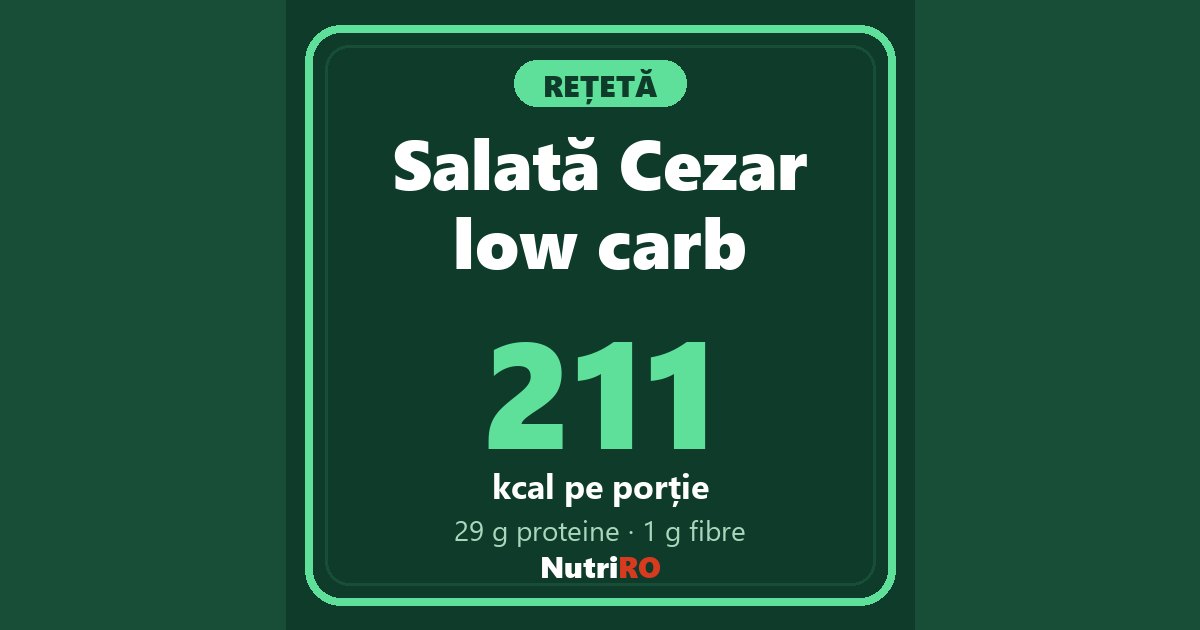 REȚETĂ
Salată Cezar
low carb
211
kcal pe porție
29 g proteine · 1 g fibre
NutriRO